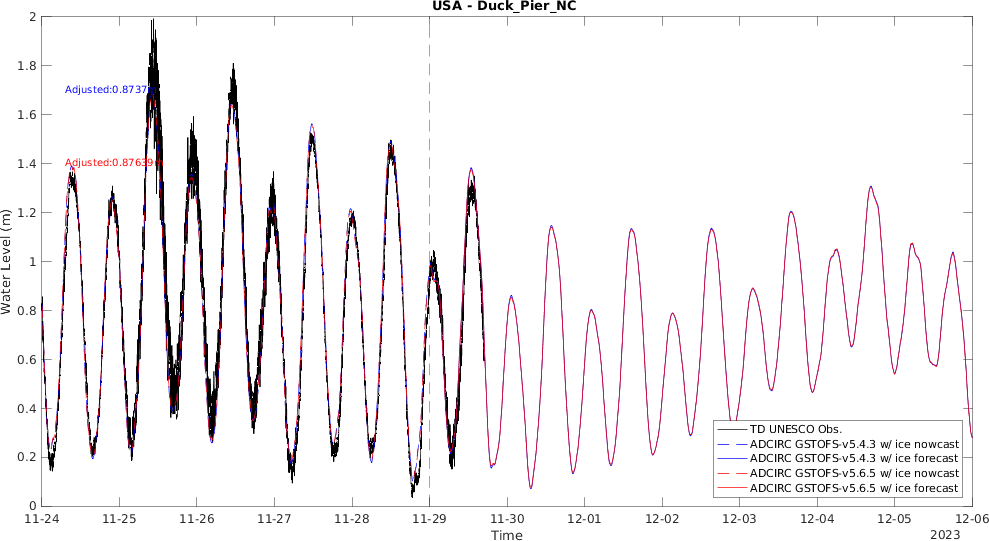 USA - Duck_Pier_NC
2
1.8
1.6
1.4
1.2
1
0.8
0.6
0.4
0.2
0
Water Level (m)
Adjusted:0.8737
Adjusted:0.87639
TD UNESCO Obs.
ADCIRC GSTOFS-v5.4.3 w/ ice nowcast
ADCIRC GSTOFS-v5.4.3 w/ ice forecast
ADCIRC GSTOFS-v5.6.5 w/ ice nowcast
ADCIRC GSTOFS-v5.6.5 w/ ice forecast
11-24 11-25 11-26 11-27 11-28 11-29 11-30 12-01 12-02 12-03 12-04 12-05 12-06
Time
2023